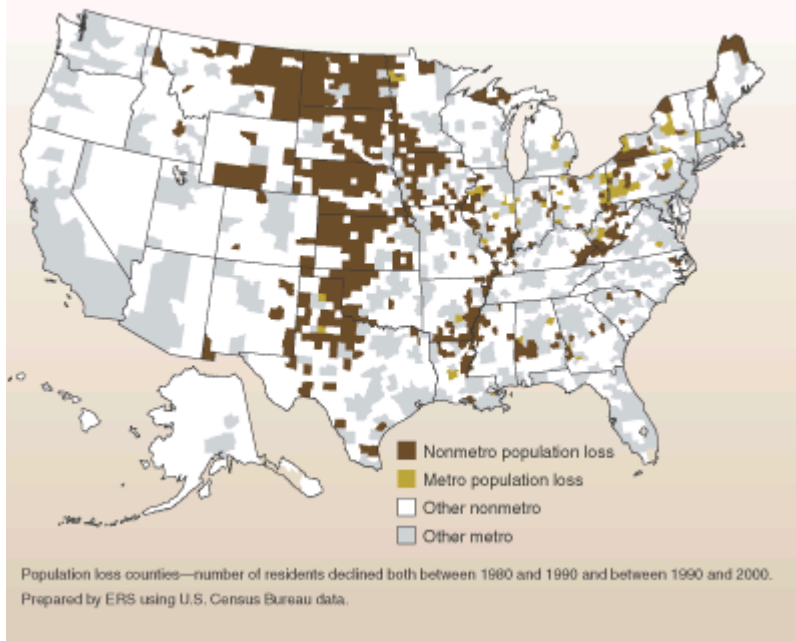 Nonmetro population loss
Metro population loss
Other nonmetro
Other metro
Population loss counties—number of residents declined both between 1980 and 1990 and between 1990 and 2000.
Prepared by ERS using U.S. Census Bureau data.